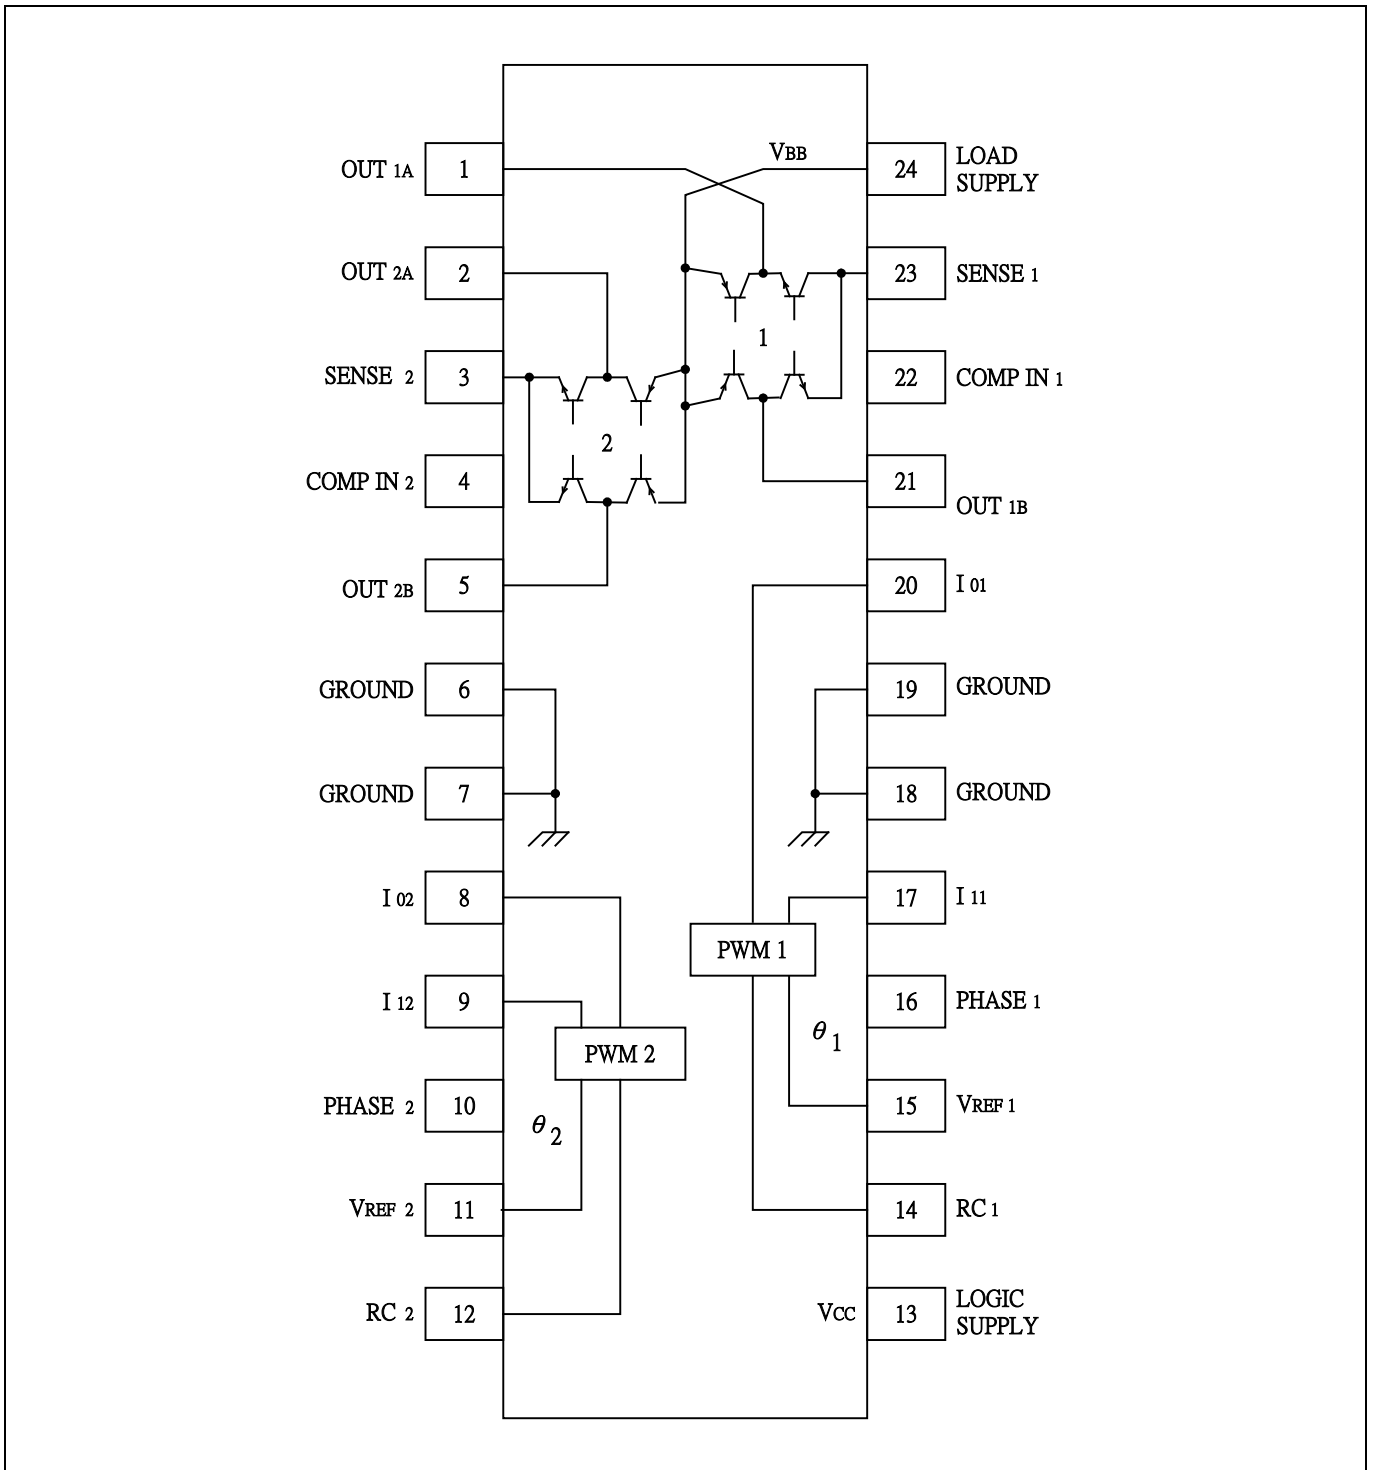 VBB
OUT 1A 1
24 LOAD
SUPPLY
OUT 2A 2
23 SENSE 1
1
SENSE 2 3
22 COMP IN 1
2
COMP IN 2 4
21
OUT 1B
OUT 2B 5
20 I 01
GROUND 6
19 GROUND
GROUND 7
18 GROUND
I 02 8
17 I 11
PWM 1
I 12 9
16 PHASE 1
θ 1
PWM 2
PHASE 2 10
15 VREF 1
θ 2
VREF 2 11
14 RC 1
RC 2 12
VCC 13 LOGIC
SUPPLY